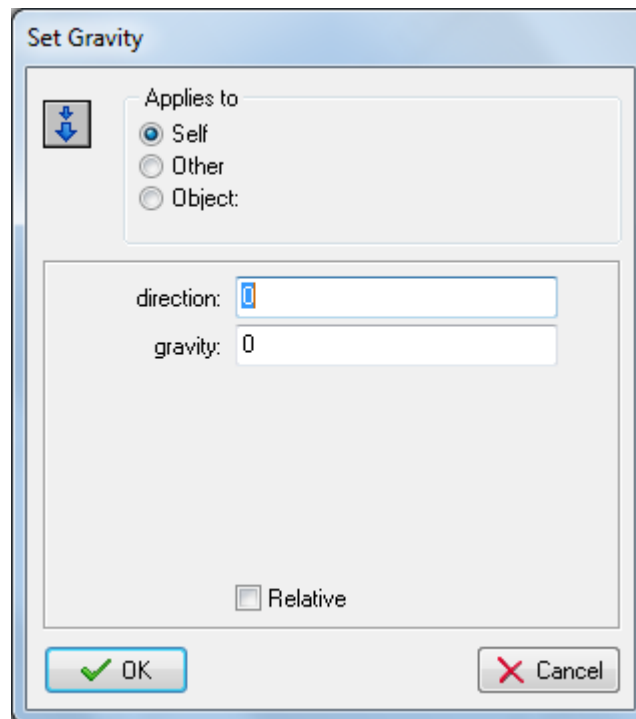 Set Gravity
Applies to
Self
Other
Object:
direction: 0
gravity: 0
Relative
OK Cancel